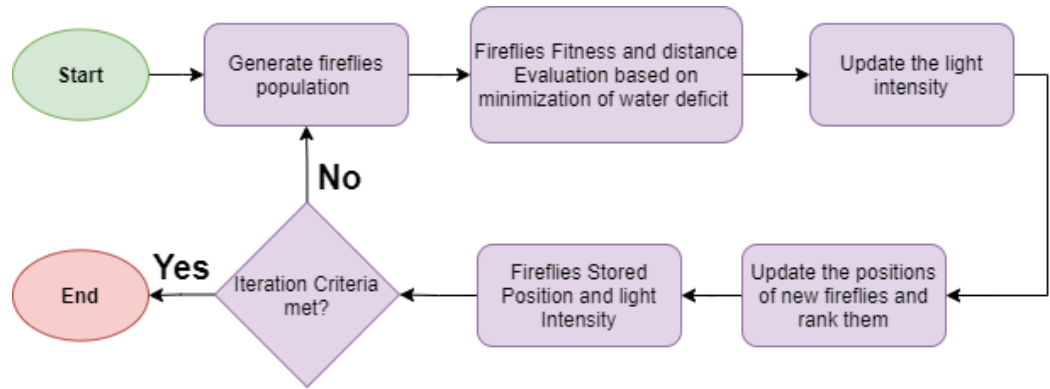 Start
Generate fireflies
population
Fireflies Fitness and distance
Evaluation based on
minimization of water deficit
Update the light
intensity
Update the positions
of new fireflies and
rank them
Fireflies Stored
Position and light
Intensity
Iteration Criteria
met?
No
Yes
End